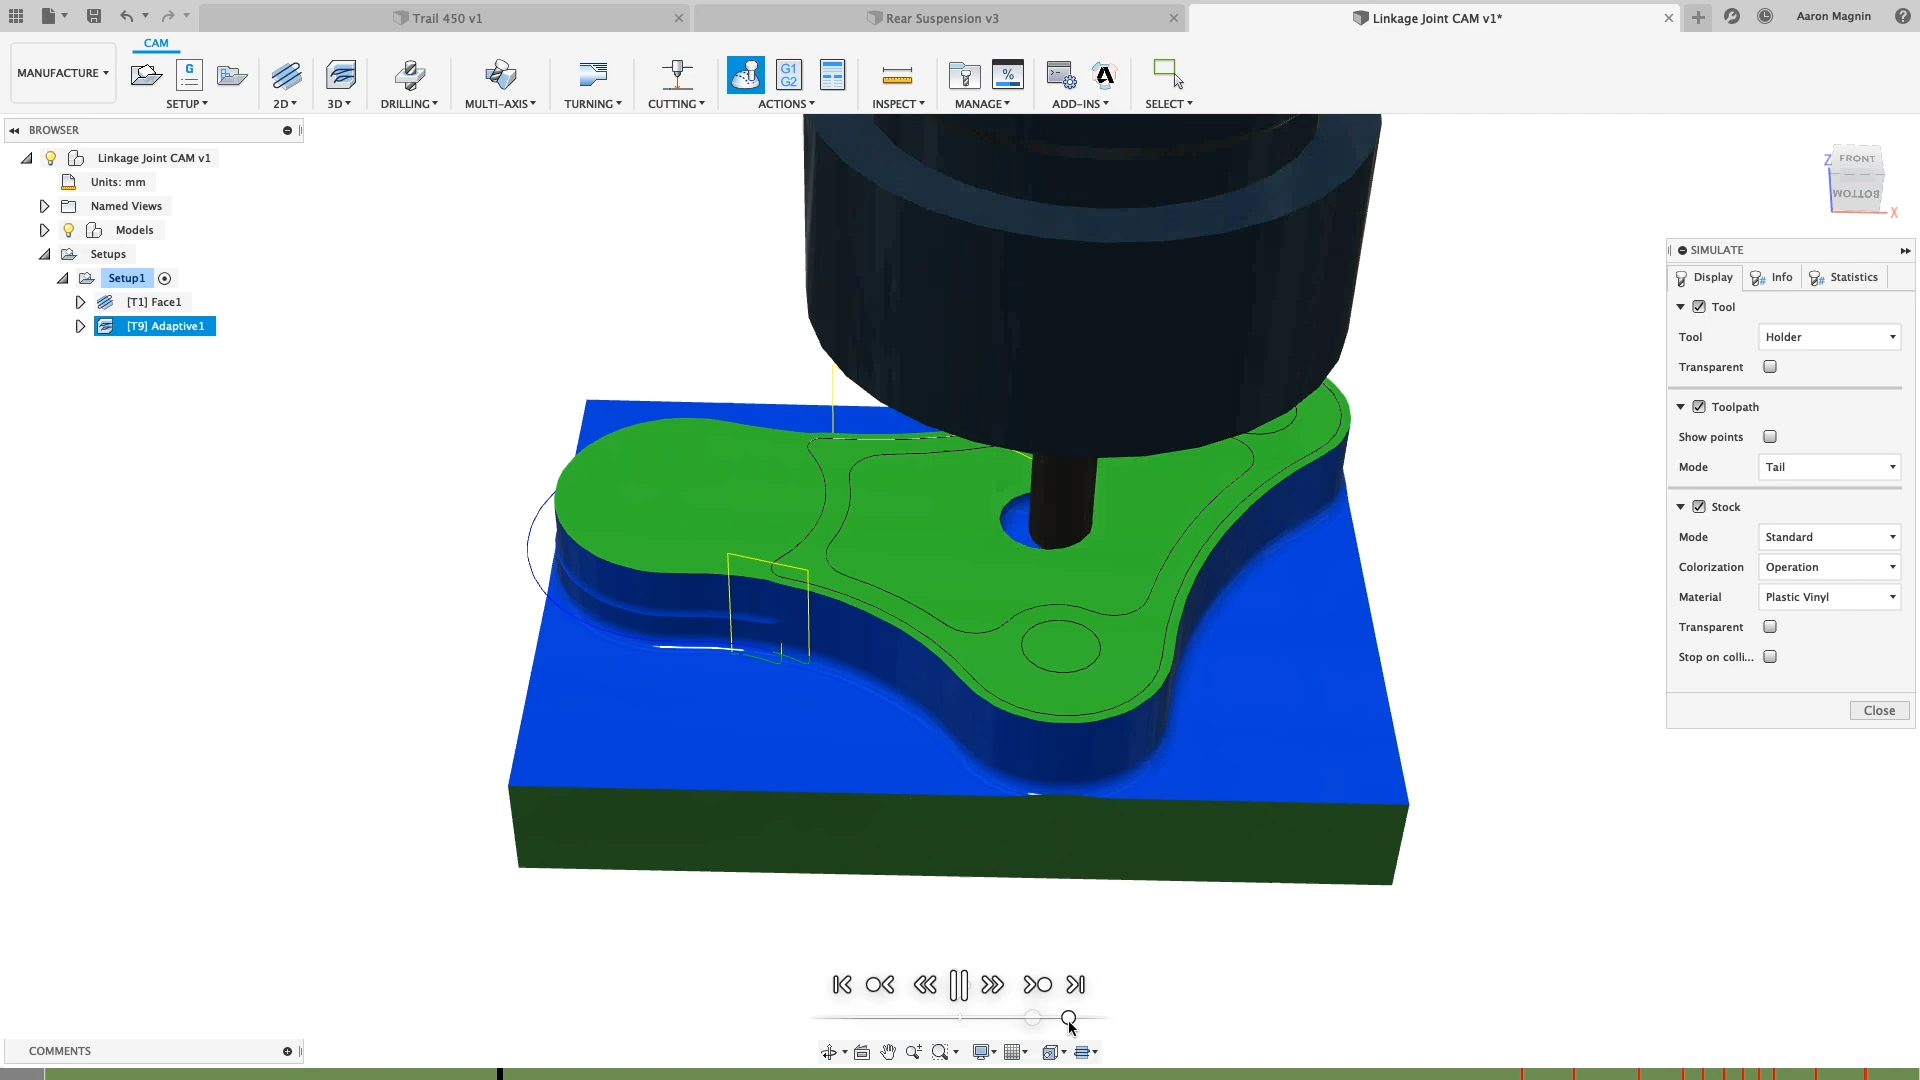 Trail 450 v1
Rear Suspension v3
Linkage Joint CAM v1*
Aaron Magnin
MANUFACTURE
CAM
G
G1
G2
%
SETUP
2D
3D
DRILLING
MULTI-AXIS
TURNING
CUTTING
ACTIONS
INSPECT
MANAGE
ADD-INS
SELECT
BROWSER
Linkage Joint CAM v1
Units: mm
Named Views
Models
Setups
Setup1
[T1] Face1
[T9] Adaptive1
Z
FRONT
BOTTOM
X
SIMULATE
Display
Info
Statistics
Tool
Tool Holder
Transparent
Toolpath
Show points
Mode Tail
Stock
Mode Standard
Colorization Operation
Material Plastic Vinyl
Transparent
Stop on colli...
Close
COMMENTS